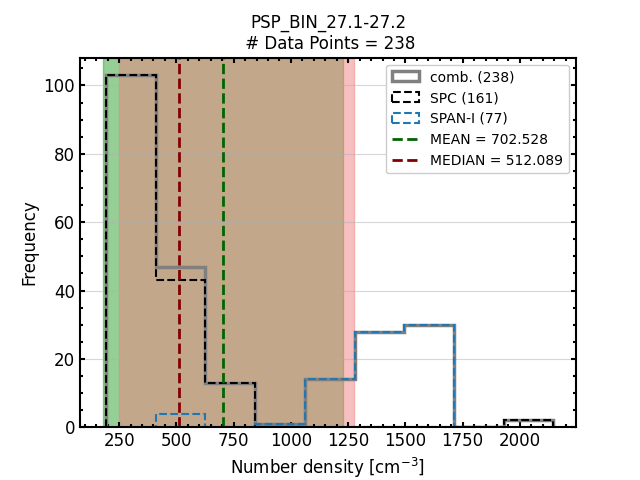 PSP_BIN_27.1-27.2
# Data Points = 238
comb. (238)
SPC (161)
SPAN-I (77)
MEAN = 702.528
MEDIAN = 512.089
Frequency
100
80
60
40
20
0
250 500 750 1000 1250 1500 1750 2000
Number density [cm⁻³]